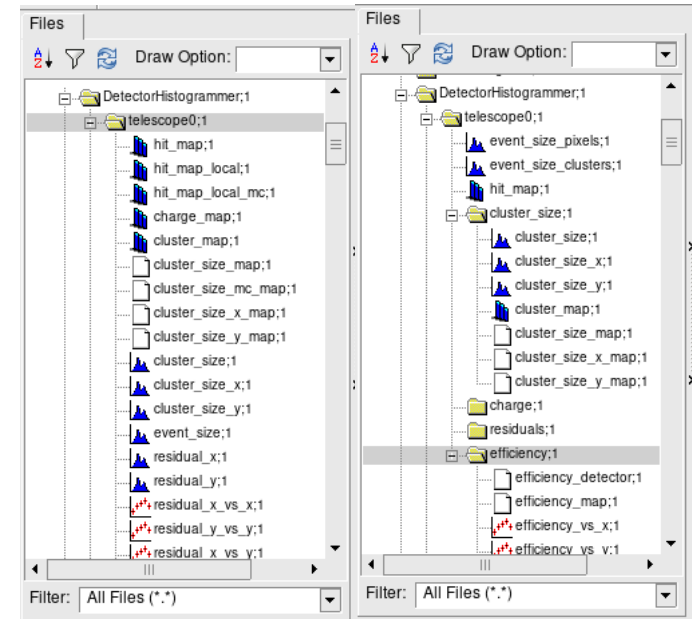 Files
Draw Option:
DetectorHistogrammer;1
telescope0;1
hit_map;1
hit_map_local;1
hit_map_local_mc;1
charge_map;1
cluster_map;1
cluster_size_map;1
cluster_size_mc_map;1
cluster_size_x_map;1
cluster_size_y_map;1
cluster_size;1
cluster_size_x;1
cluster_size_y;1
event_size;1
residual_x;1
residual_y;1
residual_x_vs_x;1
residual_y_vs_y;1
residual_x_vs_y;1
Filter: All Files (*.*)
Files
Draw Option:
DetectorHistogrammer;1
telescope0;1
event_size_pixels;1
event_size_clusters;1
hit_map;1
cluster_size;1
cluster_size;1
cluster_size_x;1
cluster_size_y;1
cluster_map;1
cluster_size_map;1
cluster_size_x_map;1
cluster_size_y_map;1
charge;1
residuals;1
efficiency;1
efficiency_detector;1
efficiency_map;1
efficiency_vs_x;1
efficiency_vs_y;1
Filter: All Files (*.*)